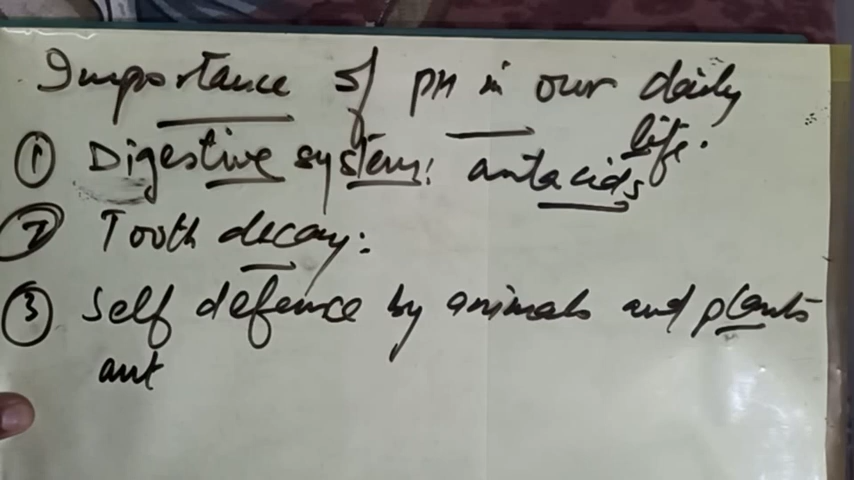 Importance of pH in our daily
life.
① Digestive system: antacids
② Tooth decay:
③ Self defence by animals and plants
ant